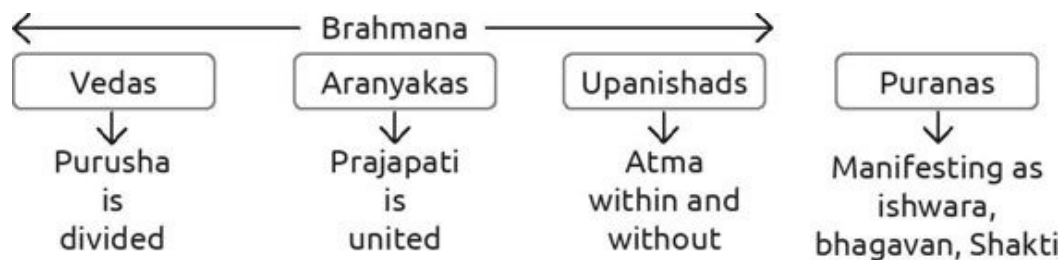 Brahmana
Vedas
Aranyakas
Upanishads
Puranas
Purusha
is
divided
Prajapati
is
united
Atma
within and
without
Manifesting as
ishwara,
bhagavan, Shakti